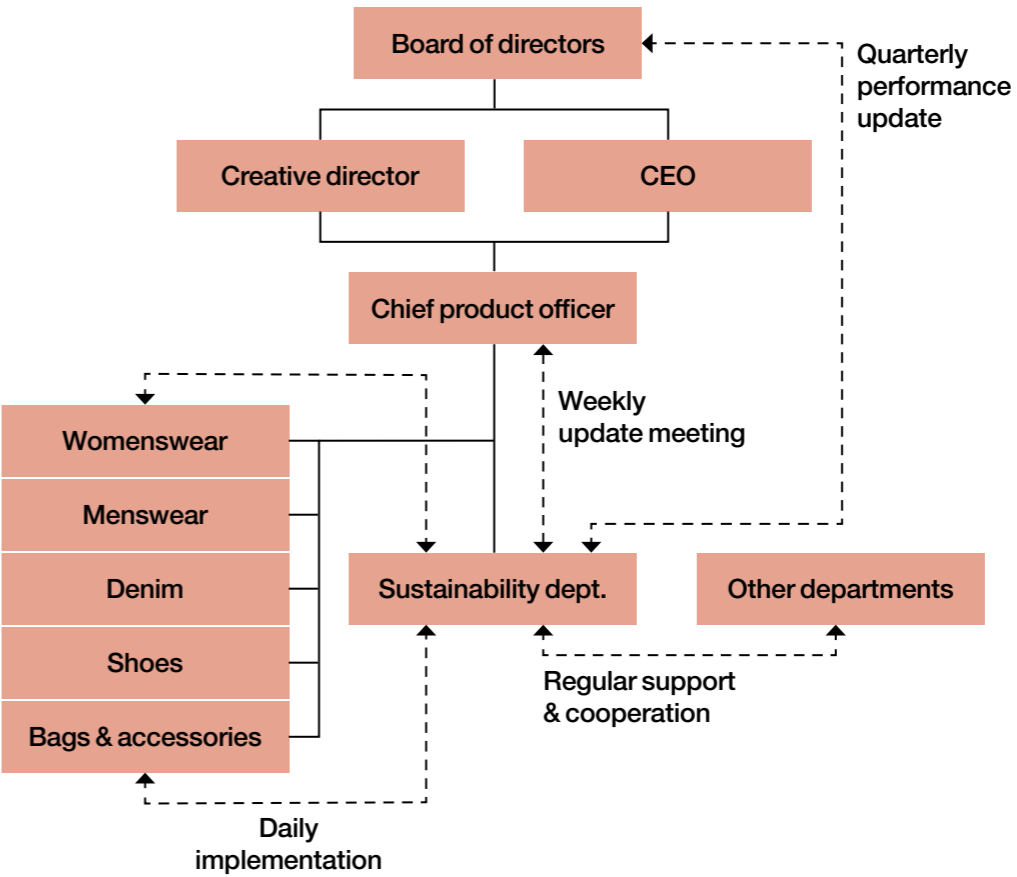 Board of directors
Quarterly
performance
update
Creative director
CEO
Chief product officer
Weekly
update meeting
Womenswear
Menswear
Denim
Shoes
Bags & accessories
Sustainability dept.
Other departments
Regular support
& cooperation
Daily
implementation